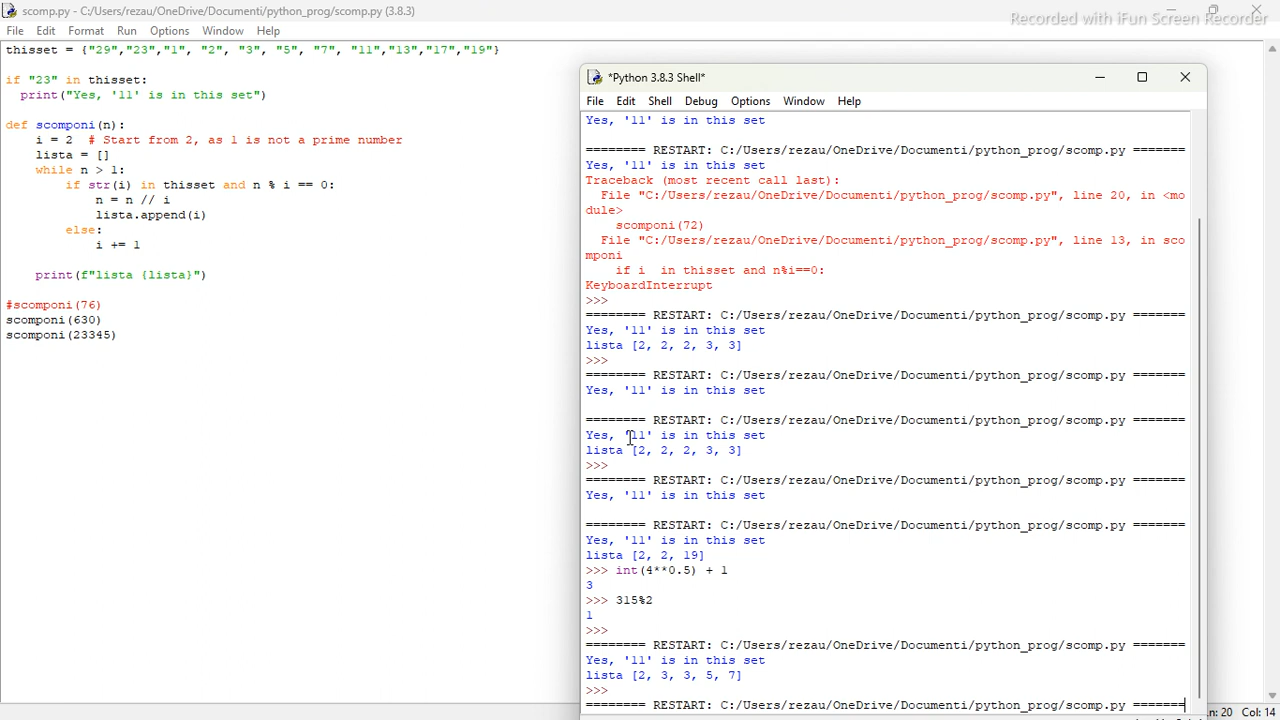 scomp.py - C:/Users/rezau/OneDrive/Documenti/python_prog/scomp.py (3.8.3)
Recorded with iFun Screen Recorder
File Edit Format Run Options Window Help
thisset = {"29","23","1", "2", "3", "5", "7", "11","13","17","19"}
if "23" in thisset:
print("Yes, '11' is in this set")
def scomponi(n):
i = 2 # Start from 2, as 1 is not a prime number
lista = []
while n > 1:
if str(i) in thisset and n % i == 0:
n = n // i
lista.append(i)
else:
i += 1
print(f"lista {lista}")
#scomponi(76)
scomponi(630)
scomponi(23345)
*Python 3.8.3 Shell*
File Edit Shell Debug Options Window Help
Yes, '11' is in this set
======== RESTART: C:/Users/rezau/OneDrive/Documenti/python_prog/scomp.py =======
Yes, '11' is in this set
Traceback (most recent call last):
File "C:/Users/rezau/OneDrive/Documenti/python_prog/scomp.py", line 20, in <mo
dule>
scomponi(72)
File "C:/Users/rezau/OneDrive/Documenti/python_prog/scomp.py", line 13, in sco
mponi
if i  in thisset and n%i==0:
KeyboardInterrupt
>>>
======== RESTART: C:/Users/rezau/OneDrive/Documenti/python_prog/scomp.py =======
Yes, '11' is in this set
lista [2, 2, 2, 3, 3]
>>>
======== RESTART: C:/Users/rezau/OneDrive/Documenti/python_prog/scomp.py =======
Yes, '11' is in this set
======== RESTART: C:/Users/rezau/OneDrive/Documenti/python_prog/scomp.py =======
Yes, '11' is in this set
lista [2, 2, 2, 3, 3]
>>>
======== RESTART: C:/Users/rezau/OneDrive/Documenti/python_prog/scomp.py =======
Yes, '11' is in this set
======== RESTART: C:/Users/rezau/OneDrive/Documenti/python_prog/scomp.py =======
Yes, '11' is in this set
lista [2, 2, 19]
>>> int(4**0.5) + 1
3
>>> 315%2
1
>>>
======== RESTART: C:/Users/rezau/OneDrive/Documenti/python_prog/scomp.py =======
Yes, '11' is in this set
lista [2, 3, 3, 5, 7]
>>>
======== RESTART: C:/Users/rezau/OneDrive/Documenti/python_prog/scomp.py =======
Ln: 20 Col: 14